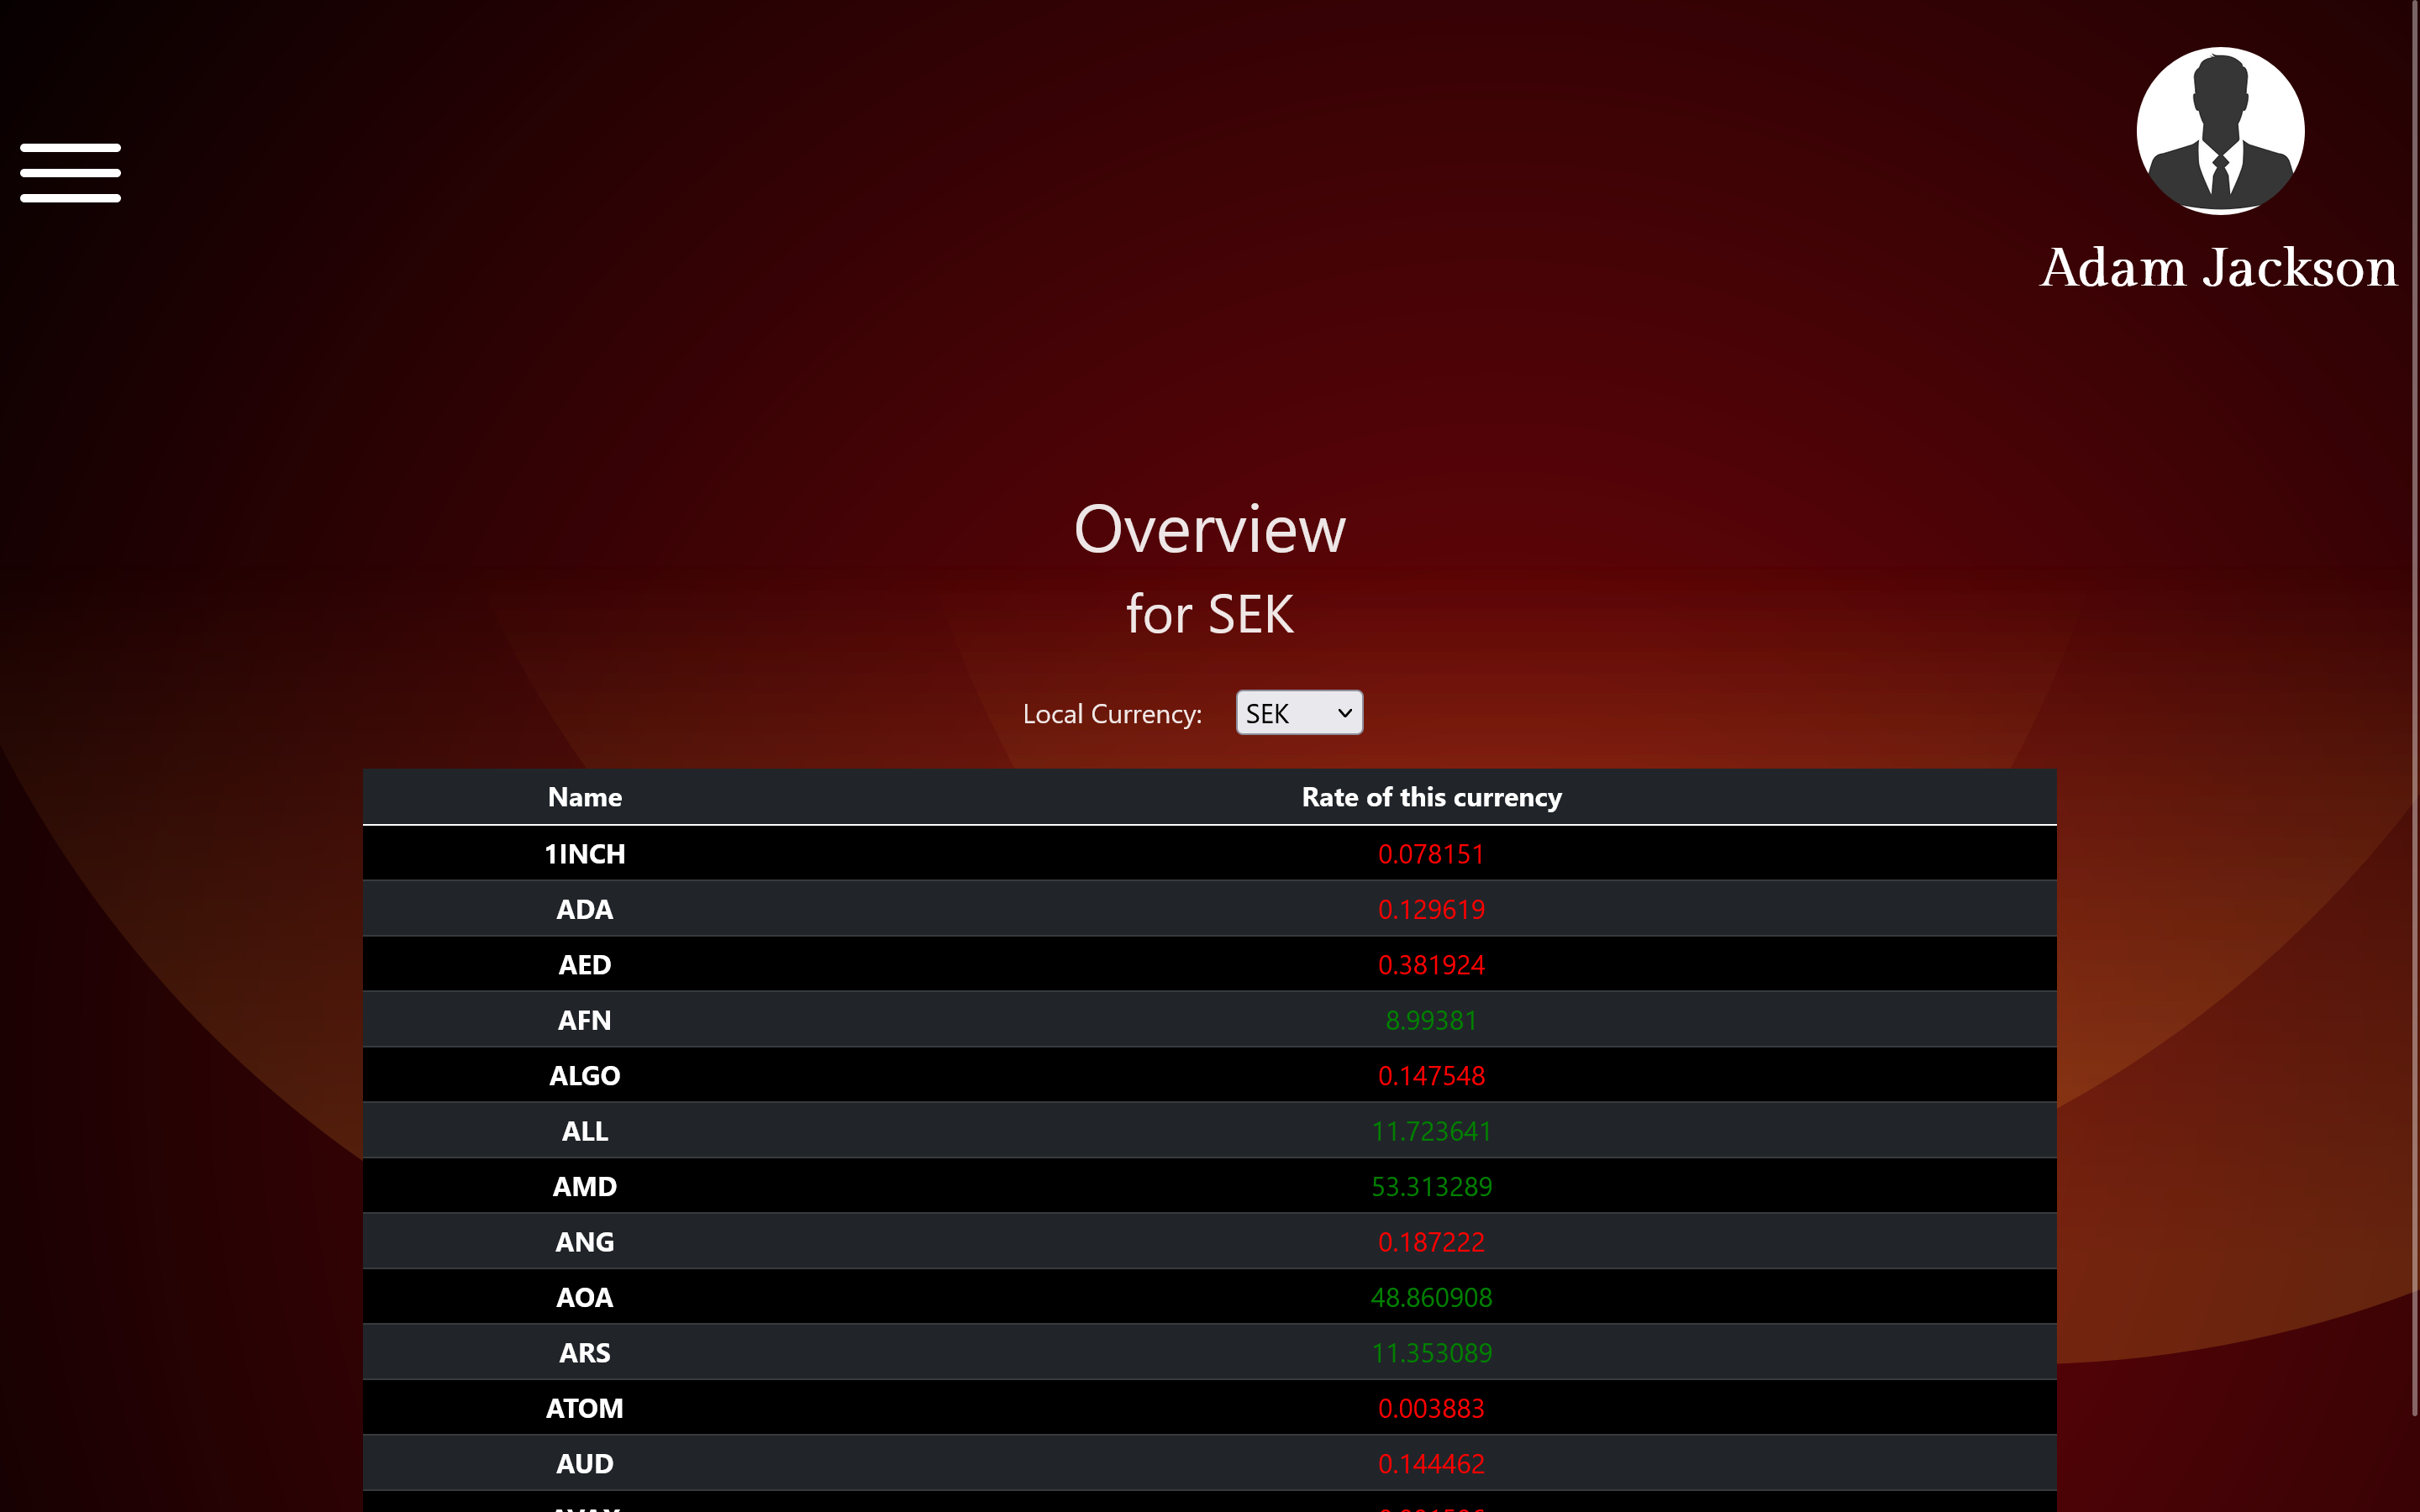 Adam Jackson
Overview
for SEK
Local Currency: SEK
Name Rate of this currency
1INCH 0.078151
ADA 0.129619
AED 0.381924
AFN 8.99381
ALGO 0.147548
ALL 11.723641
AMD 53.313289
ANG 0.187222
AOA 48.860908
ARS 11.353089
ATOM 0.003883
AUD 0.144462